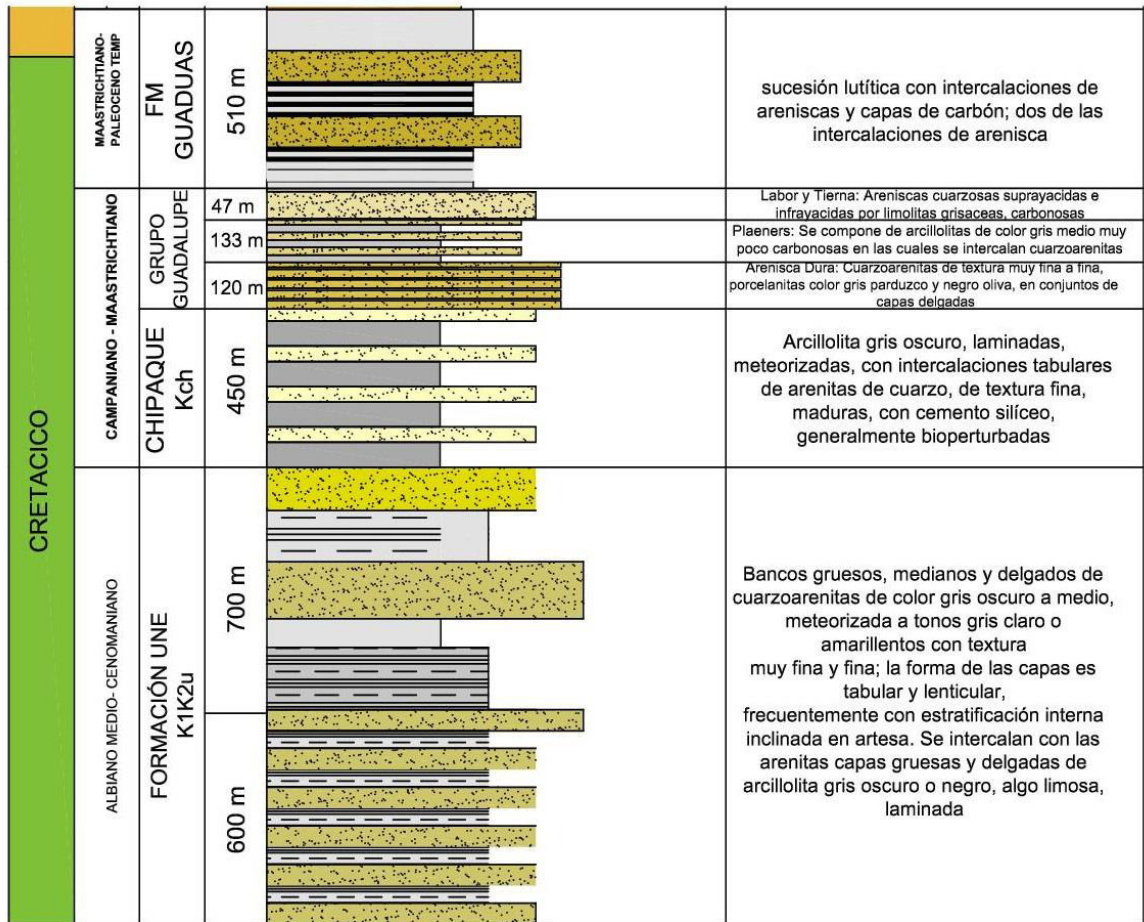 CRETACICO
MAASTRICHTIANO-
PALEOCENO TEMP
FM
GUADUAS
510 m
sucesión lutítica con intercalaciones de
areniscas y capas de carbón; dos de las
intercalaciones de arenisca
CAMPANIANO - MAASTRICHTIANO
GRUPO
GUADALUPE
47 m
Labor y Tierna: Areniscas cuarzosas suprayacidas e
infrayacidas por limolitas grisaceas, carbonosas
133 m
Plaeners: Se compone de arcillolitas de color gris medio muy
poco carbonosas en las cuales se intercalan cuarzoarenitas
120 m
Arenisca Dura: Cuarzoarenitas de textura muy fina a fina,
porcelanitas color gris parduzco y negro oliva, en conjuntos de
capas delgadas
CHIPAQUE
Kch
450 m
Arcillolita gris oscuro, laminadas,
meteorizadas, con intercalaciones tabulares
de arenitas de cuarzo, de textura fina,
maduras, con cemento silíceo,
generalmente bioperturbadas
ALBIANO MEDIO- CENOMANIANO
FORMACIÓN UNE
K1K2u
700 m
600 m
Bancos gruesos, medianos y delgados de
cuarzoarenitas de color gris oscuro a medio,
meteorizada a tonos gris claro o
amarillentos con textura
muy fina y fina; la forma de las capas es
tabular y lenticular,
frecuentemente con estratificación interna
inclinada en artesa. Se intercalan con las
arenitas capas gruesas y delgadas de
arcillolita gris oscuro o negro, algo limosa,
laminada